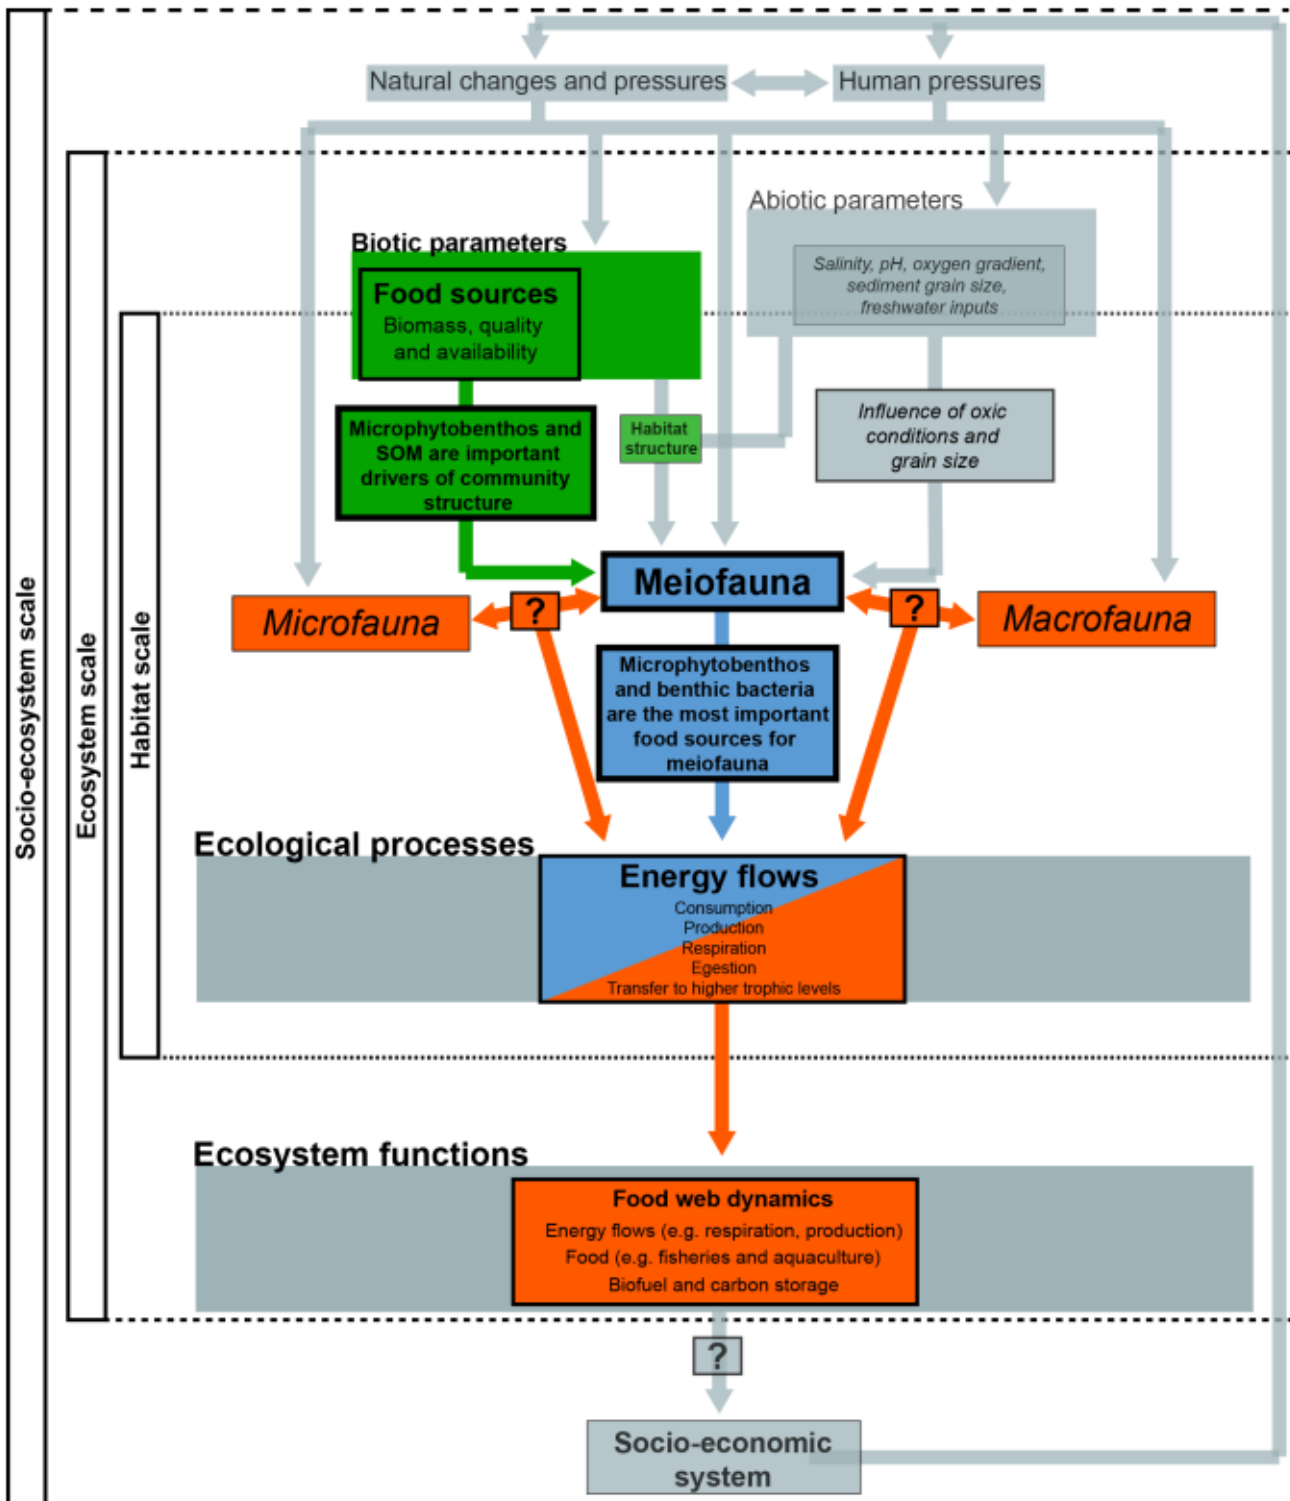 Natural changes and pressures
Human pressures
Abiotic parameters
Salinity, pH, oxygen gradient,
sediment grain size,
freshwater inputs
Biotic parameters
Food sources
Biomass, quality
and availability
Microphytobenthos and
SOM are important
drivers of community
structure
Habitat
structure
Influence of oxic
conditions and
grain size
Meiofauna
?
?
Microfauna
Macrofauna
Microphytobenthos
and benthic bacteria
are the most important
food sources for
meiofauna
Ecological processes
Energy flows
Consumption
Production
Respiration
Egestion
Transfer to higher trophic levels
Ecosystem functions
Food web dynamics
Energy flows (e.g. respiration, production)
Food (e.g. fisheries and aquaculture)
Biofuel and carbon storage
?
Socio-economic
system
Socio-ecosystem scale
Ecosystem scale
Habitat scale